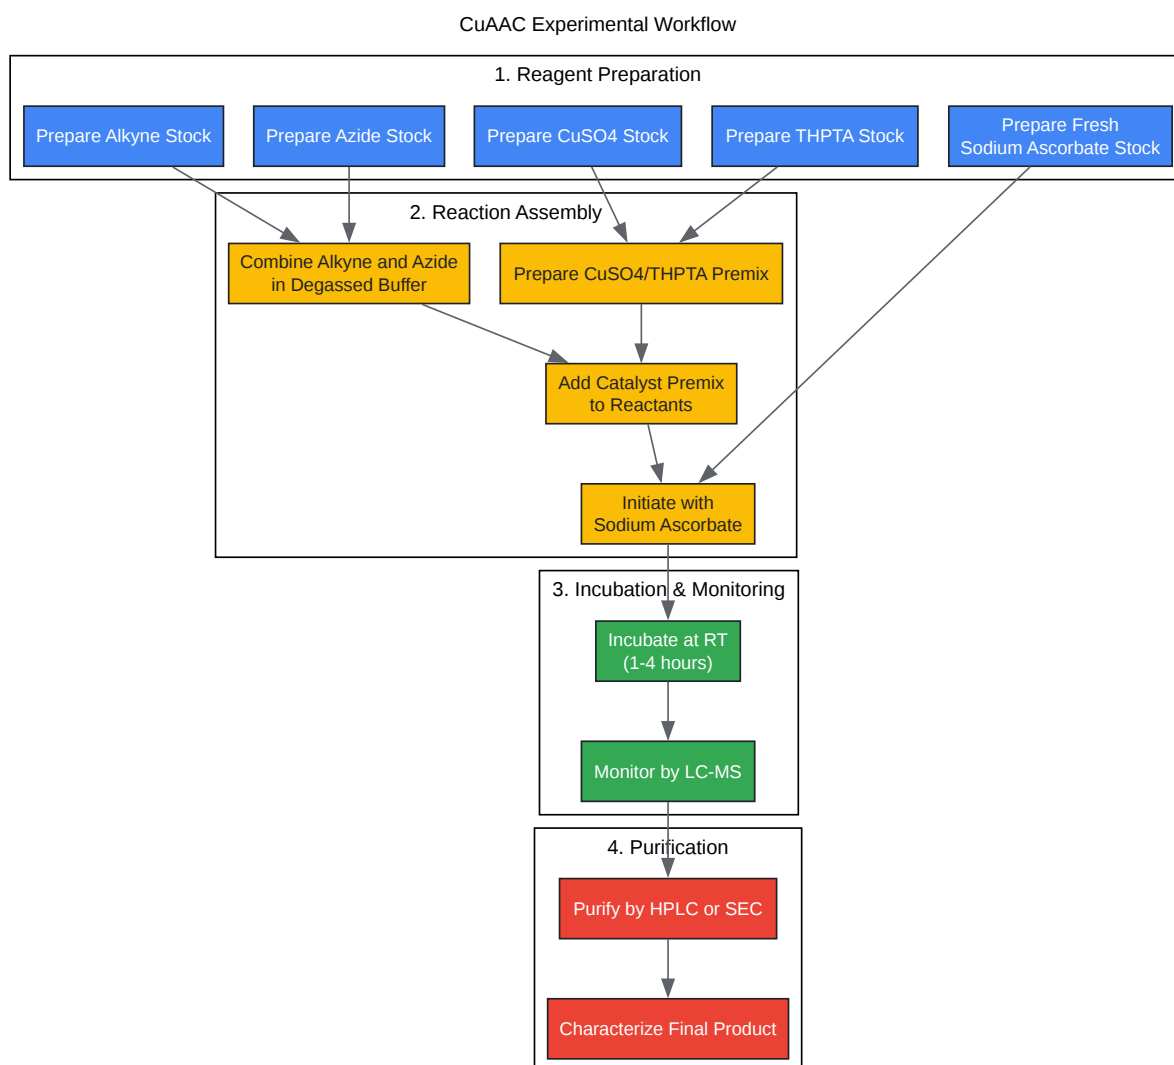 CuAAC Experimental Workflow
1. Reagent Preparation
Prepare Alkyne Stock
Prepare Azide Stock
Prepare CuSO4 Stock
Prepare THPTA Stock
Prepare Fresh
Sodium Ascorbate Stock
2. Reaction Assembly
Combine Alkyne and Azide
in Degassed Buffer
Prepare CuSO4/THPTA Premix
Add Catalyst Premix
to Reactants
Initiate with
Sodium Ascorbate
3. Incubation & Monitoring
Incubate at RT
(1-4 hours)
Monitor by LC-MS
4. Purification
Purify by HPLC or SEC
Characterize Final Product